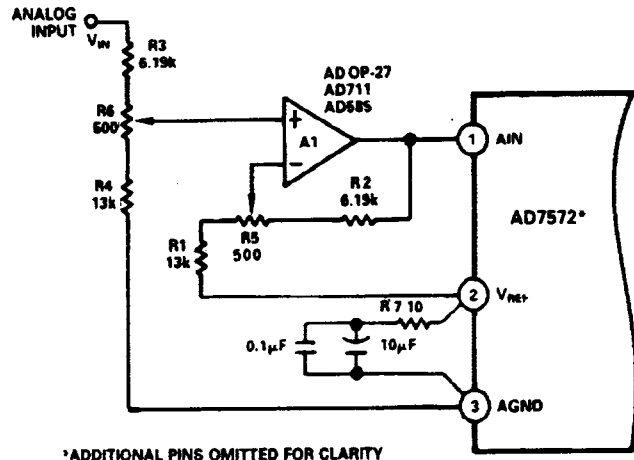 ANALOG
INPUT
VIN
R3
6.19k
R6
500
R4
13k
AD OP-27
AD711
AD585
+
A1
−
R2
6.19k
R5
500
R1
13k
1
AIN
AD7572*
2
VREF
R7 10
0.1µF
10µF
3
AGND
*ADDITIONAL PINS OMITTED FOR CLARITY